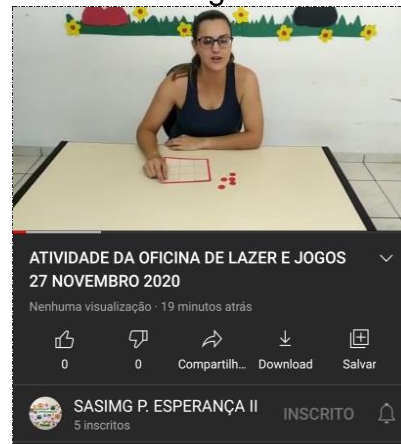 ATIVIDADE DA OFICINA DE LAZER E JOGOS
27 NOVEMBRO 2020
Nenhuma visualização · 19 minutos atrás
0 0 Compartilh... Download Salvar
SASIMG P. ESPERANÇA II INSCRITO
5 inscritos